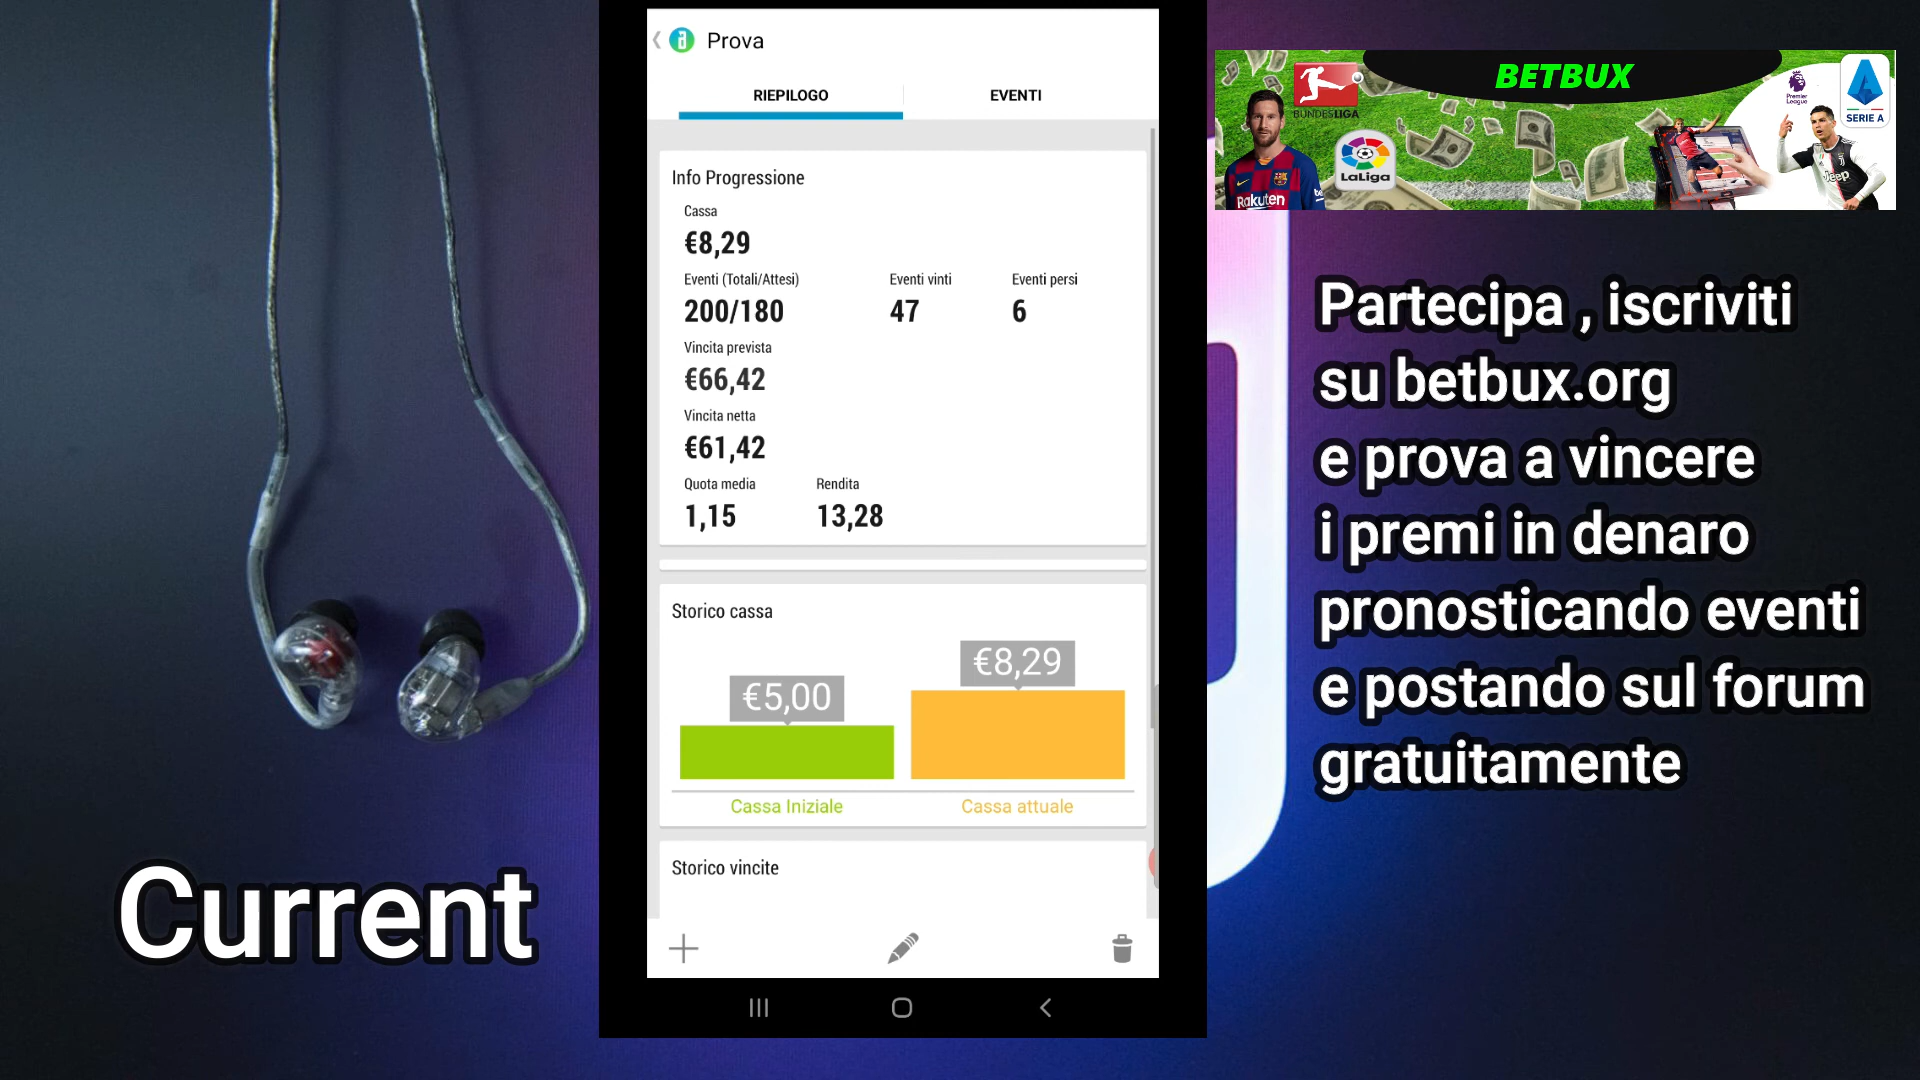 Prova
RIEPILOGO
EVENTI
Info Progressione
Cassa
€8,29
Eventi (Totali/Attesi)
Eventi vinti
Eventi persi
200/180
47
6
Vincita prevista
€66,42
Vincita netta
€61,42
Quota media
Rendita
1,15
13,28
Storico cassa
€5,00
€8,29
Cassa Iniziale
Cassa attuale
Storico vincite
Current
BETBUX
BUNDESLIGA
LaLiga
Rakuten
Premier
League
SERIE A
Jeep
Partecipa , iscriviti
su betbux.org
e prova a vincere
i premi in denaro
pronosticando eventi
e postando sul forum
gratuitamente